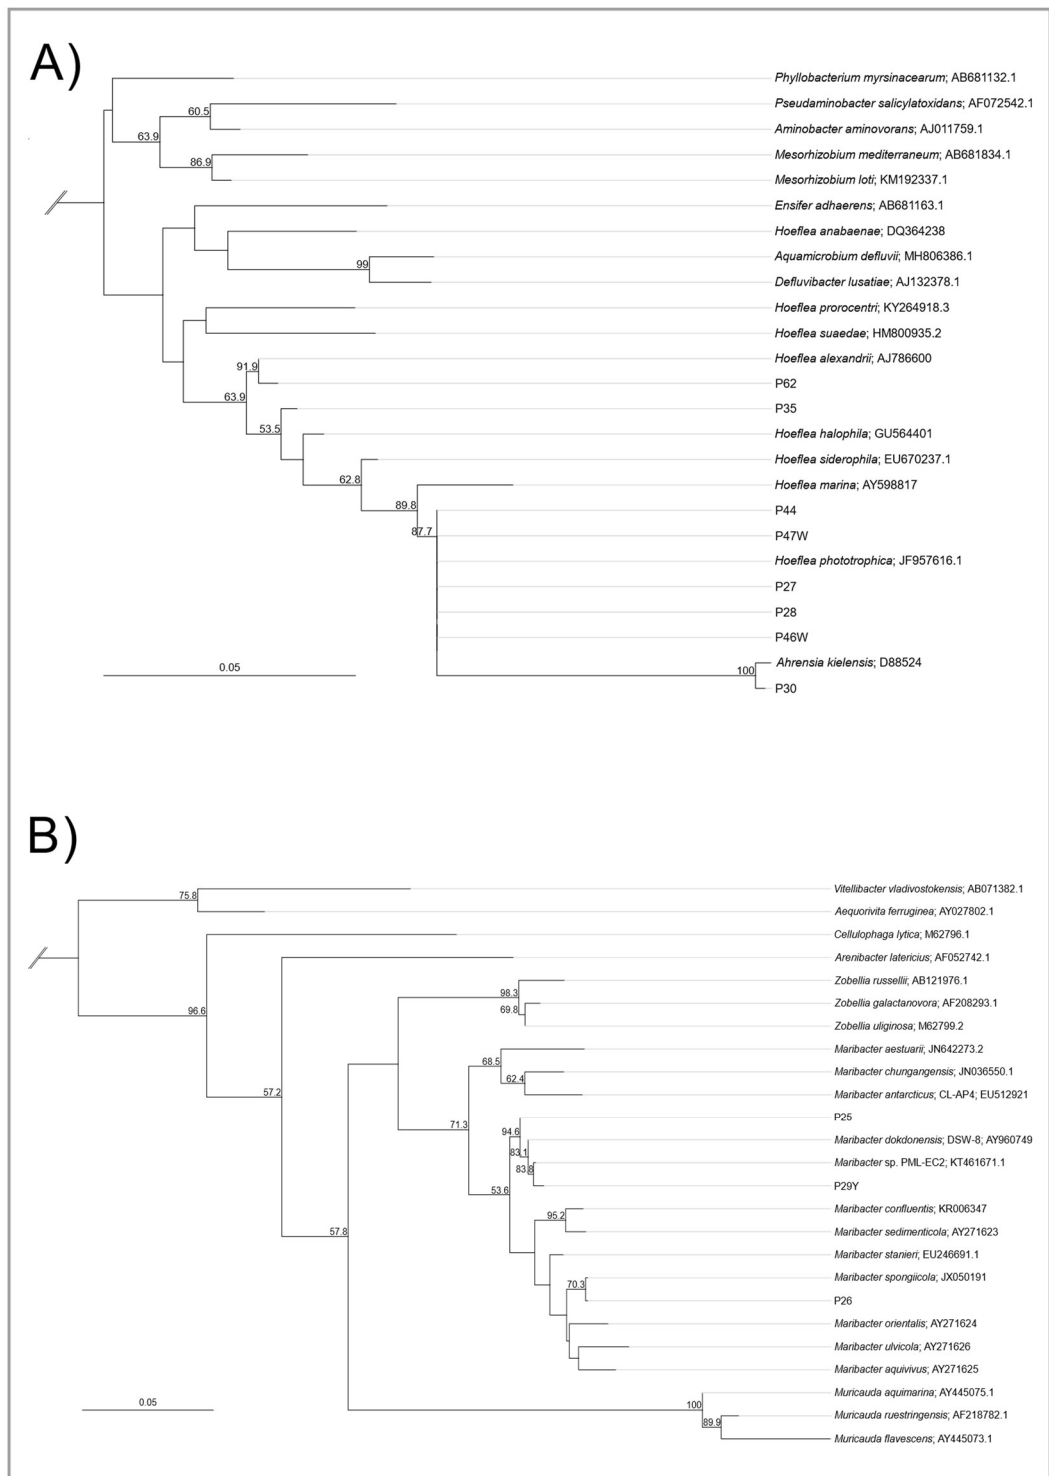 A)
Phyllobacterium myrsinacearum; AB681132.1
Pseudaminobacter salicylatoxidans; AF072542.1
60.5
Aminobacter aminovorans; AJ011759.1
63.9
Mesorhizobium mediterraneum; AB681834.1
86.9
Mesorhizobium loti; KM192337.1
Ensifer adhaerens; AB681163.1
Hoeflea anabaenae; DQ364238
Aquamicrobium defluvii; MH806386.1
99
Defluvibacter lusatiae; AJ132378.1
Hoeflea prorocentri; KY264918.3
Hoeflea suaedae; HM800935.2
Hoeflea alexandrii; AJ786600
91.9
P62
63.9
P35
53.5
Hoeflea halophila; GU564401
Hoeflea siderophila; EU670237.1
62.8
Hoeflea marina; AY598817
89.8
P44
87.7
P47W
Hoeflea phototrophica; JF957616.1
P27
P28
P46W
0.05
Ahrensia kielensis; D88524
100
P30
B)
Vitellibacter vladivostokensis; AB071382.1
75.8
Aequorivita ferruginea; AY027802.1
Cellulophaga lytica; M62796.1
Arenibacter latericius; AF052742.1
Zobellia russellii; AB121976.1
98.3
Zobellia galactanovora; AF208293.1
69.8
96.6
Zobellia uliginosa; M62799.2
Maribacter aestuarii; JN642273.2
68.5
Maribacter chungangensis; JN036550.1
62.4
57.2
Maribacter antarcticus; CL-AP4; EU512921
P25
71.3
94.6
Maribacter dokdonensis; DSW-8; AY960749
83.1
Maribacter sp. PML-EC2; KT461671.1
83.8
P29Y
53.6
Maribacter confluentis; KR006347
95.2
Maribacter sedimenticola; AY271623
57.8
Maribacter stanieri; EU246691.1
Maribacter spongiicola; JX050191
70.3
P26
Maribacter orientalis; AY271624
Maribacter ulvicola; AY271626
Maribacter aquivivus; AY271625
Muricauda aquimarina; AY445075.1
0.05
100
Muricauda ruestringensis; AF218782.1
89.9
Muricauda flavescens; AY445073.1